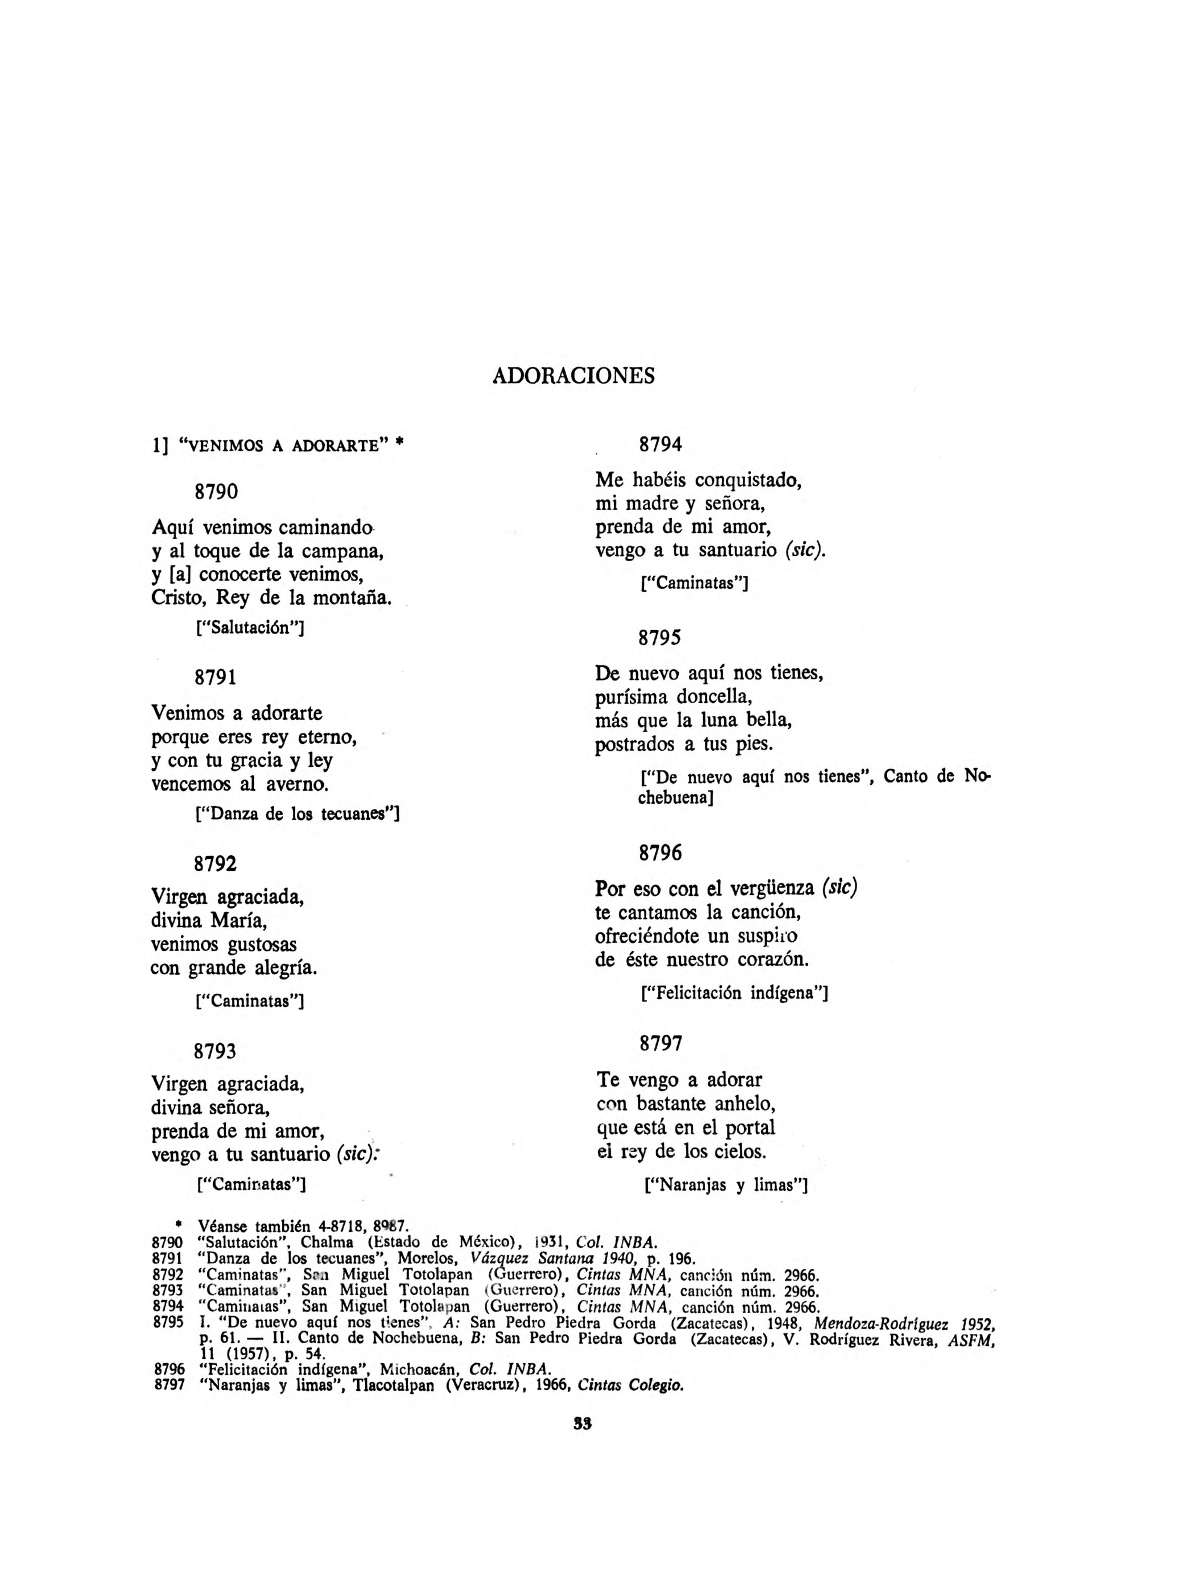 ADORACIONES
1] “VENIMOS A ADORARTE” *
8790
Aquí venimos caminando
y al toque de la campana,
y [a] conocerte venimos,
Cristo, Rey de la montaña.
[“Salutación”]
8791
Venimos a adorarte
porque eres rey eterno,
y con tu gracia y ley
vencemos al averno.
[“Danza de los tecuanes”]
8792
Virgen agraciada,
divina María,
venimos gustosas
con grande alegría.
[“Caminatas”]
8793
Virgen agraciada,
divina señora,
prenda de mi amor,
vengo a tu santuario (sic).
[“Caminatas”]
8794
Me habéis conquistado,
mi madre y señora,
prenda de mi amor,
vengo a tu santuario (sic).
[“Caminatas”]
8795
De nuevo aquí nos tienes,
purísima doncella,
más que la luna bella,
postrados a tus pies.
[“De nuevo aquí nos tienes”, Canto de No-
chebuena]
8796
Por eso con el vergüenza (sic)
te cantamos la canción,
ofreciéndote un suspiro
de éste nuestro corazón.
[“Felicitación indígena”]
8797
Te vengo a adorar
con bastante anhelo,
que está en el portal
el rey de los cielos.
[“Naranjas y limas”]
* Véanse también 4-8718, 8987.
8790 “Salutación”, Chalma (Estado de México), 1931, Col. INBA.
8791 “Danza de los tecuanes”, Morelos, Vázquez Santana 1940, p. 196.
8792 “Caminatas”, San Miguel Totolapan (Guerrero), Cintas MNA, canción núm. 2966.
8793 “Caminatas”, San Miguel Totolapan (Guerrero), Cintas MNA, canción núm. 2966.
8794 “Caminatas”, San Miguel Totolapan (Guerrero), Cintas MNA, canción núm. 2966.
8795 I. “De nuevo aquí nos tienes”, A: San Pedro Piedra Gorda (Zacatecas), 1948, Mendoza-Rodríguez 1952,
p. 61. — II. Canto de Nochebuena, B: San Pedro Piedra Gorda (Zacatecas), V. Rodríguez Rivera, ASFM,
11 (1957), p. 54.
8796 “Felicitación indígena”, Michoacán, Col. INBA.
8797 “Naranjas y limas”, Tlacotalpan (Veracruz), 1966, Cintas Colegio.
33